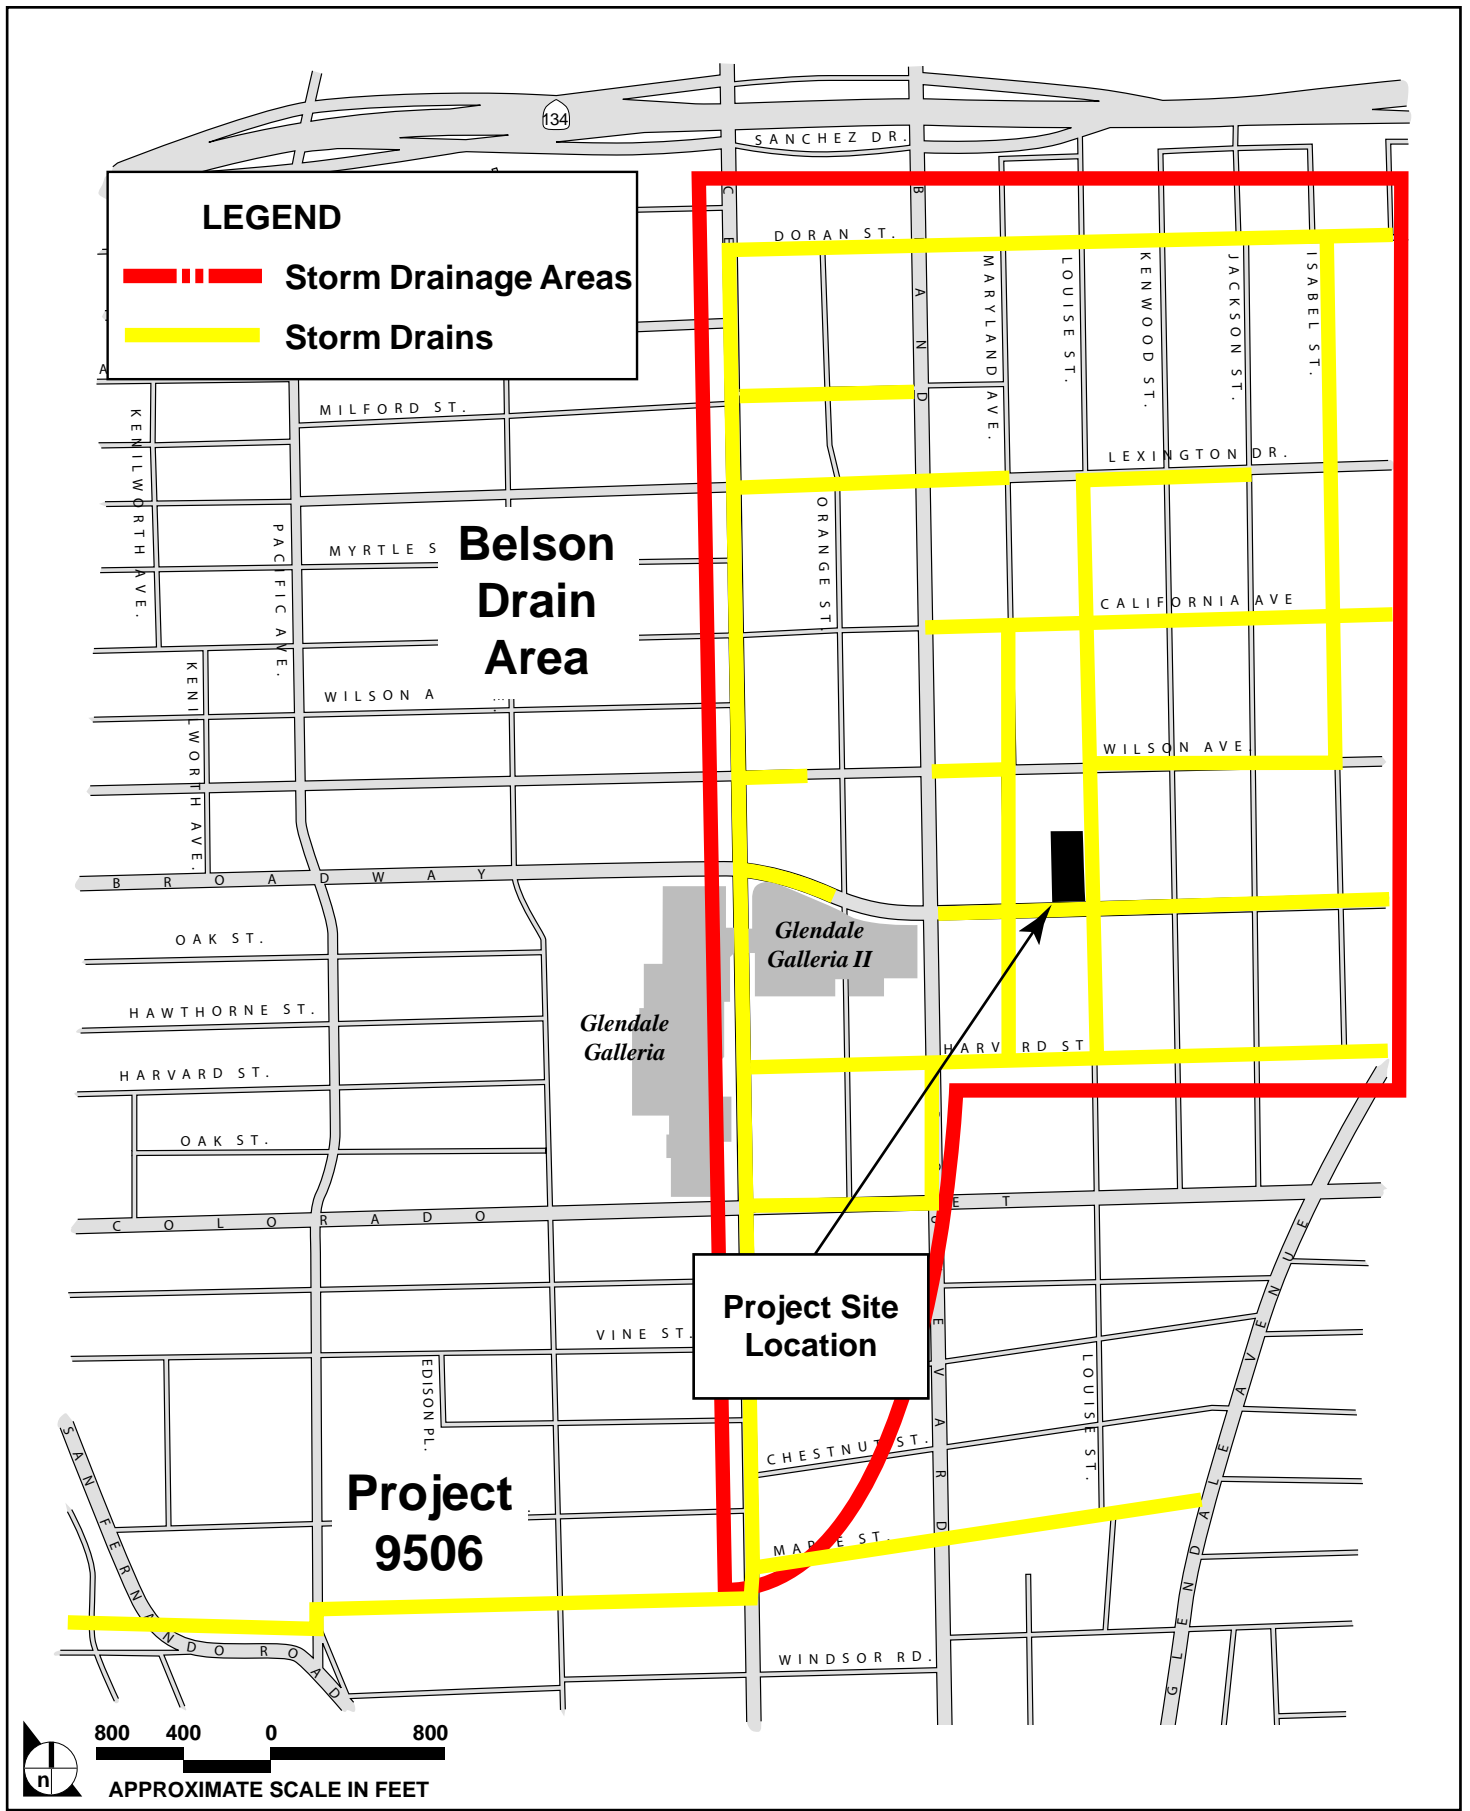 134
SANCHEZ DR.
LEGEND
Storm Drainage Areas
Storm Drains
DORAN ST.
BRAND
MARYLAND AVE.
LOUISE ST.
KENWOOD ST.
JACKSON ST.
ISABEL ST.
MILFORD ST.
KENILWORTH AVE.
PACIFIC AVE.
LEXINGTON DR.
ORANGE ST.
MYRTLE S
Belson
Drain
Area
CALIFORNIA AVE
KENILWORTH AVE.
WILSON A
WILSON AVE.
BROADWAY
Glendale
Galleria II
OAK ST.
HAWTHORNE ST.
Glendale
Galleria
HARVARD ST
HARVARD ST.
OAK ST.
COLORADO
ET
Project Site
Location
VINE ST.
EDISON PL.
EVARD
LOUISE ST.
GLENDALE AVENUE
CHESTNUT ST.
SAN FERNANDO ROAD
Project
9506
MAPLE ST.
WINDSOR RD.
800 400 0 800
n
APPROXIMATE SCALE IN FEET